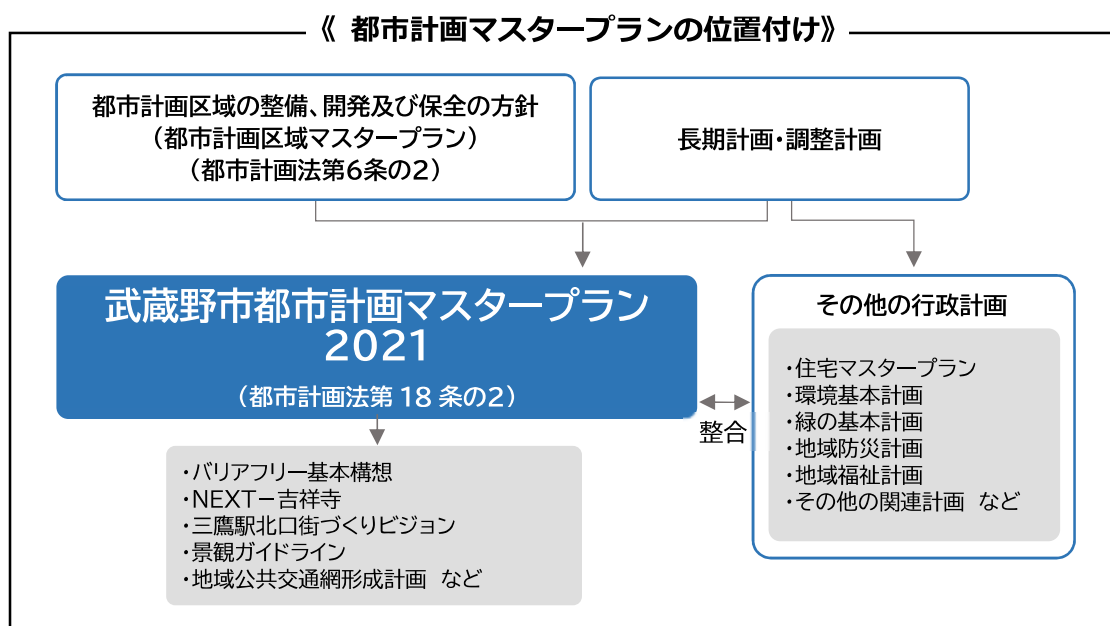 《 都市計画マスタープランの位置付け》
都市計画区域の整備、開発及び保全の方針
（都市計画区域マスタープラン）
（都市計画法第6条の2）
長期計画・調整計画
武蔵野市都市計画マスタープラン
2021
（都市計画法第 18 条の2）
整合
その他の行政計画
・住宅マスタープラン
・環境基本計画
・緑の基本計画
・地域防災計画
・地域福祉計画
・その他の関連計画 など
・バリアフリー基本構想
・NEXT－吉祥寺
・三鷹駅北口街づくりビジョン
・景観ガイドライン
・地域公共交通網形成計画 など